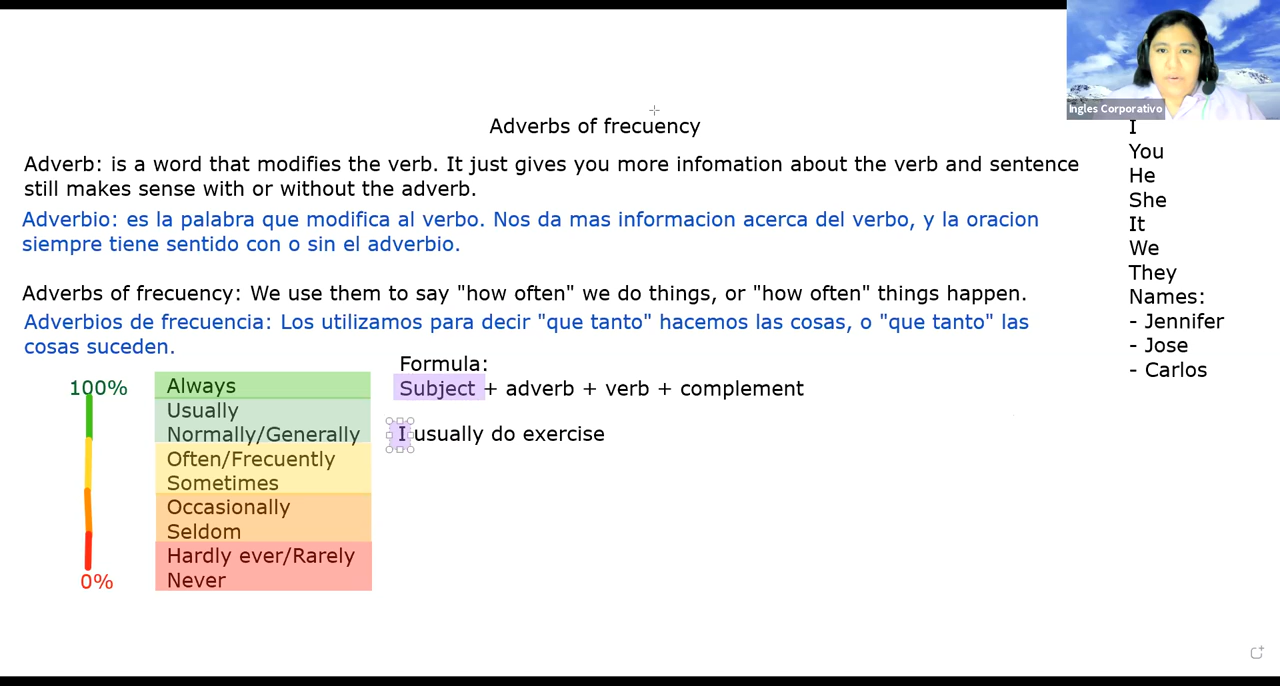 Ingles Corporativo
Adverbs of frecuency
Adverb: is a word that modifies the verb. It just gives you more infomation about the verb and sentence
still makes sense with or without the adverb.
Adverbio: es la palabra que modifica al verbo. Nos da mas informacion acerca del verbo, y la oracion
siempre tiene sentido con o sin el adverbio.
Adverbs of frecuency: We use them to say "how often" we do things, or "how often" things happen.
Adverbios de frecuencia: Los utilizamos para decir "que tanto" hacemos las cosas, o "que tanto" las
cosas suceden.
100%
0%
Always
Usually
Normally/Generally
Often/Frecuently
Sometimes
Occasionally
Seldom
Hardly ever/Rarely
Never
Formula:
Subject + adverb + verb + complement
I usually do exercise
I
You
He
She
It
We
They
Names:
- Jennifer
- Jose
- Carlos